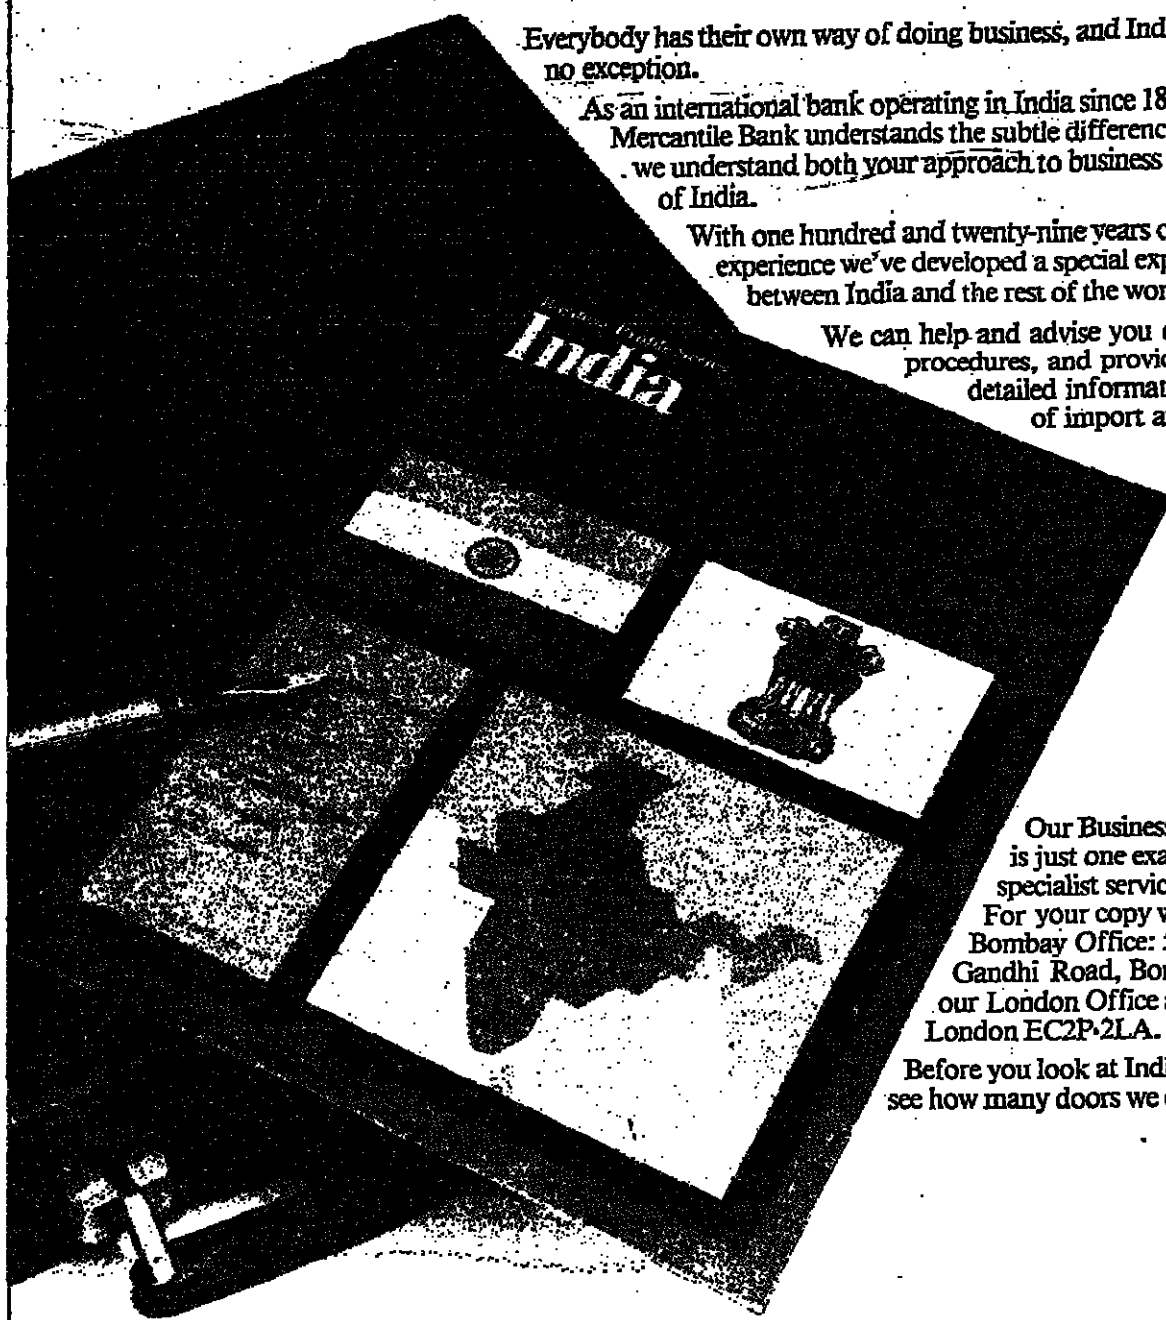 Everybody has their own way of doing business, and Ind
no exception.
As an international bank operating in India since 18
Mercantile Bank understands the subtle differenc
we understand both your approach to business
of India.
With one hundred and twenty-nine years
experience we've developed a special exp
between India and the rest of the wor
We can help and advise you
procedures, and provi
detailed informat
of import a
India
Our Busines
is just one exa
specialist servic
For your copy
Bombay Office:
Gandhi Road, Bo
our London Office
London EC2P 2LA.
Before you look at Indi
see how many doors we